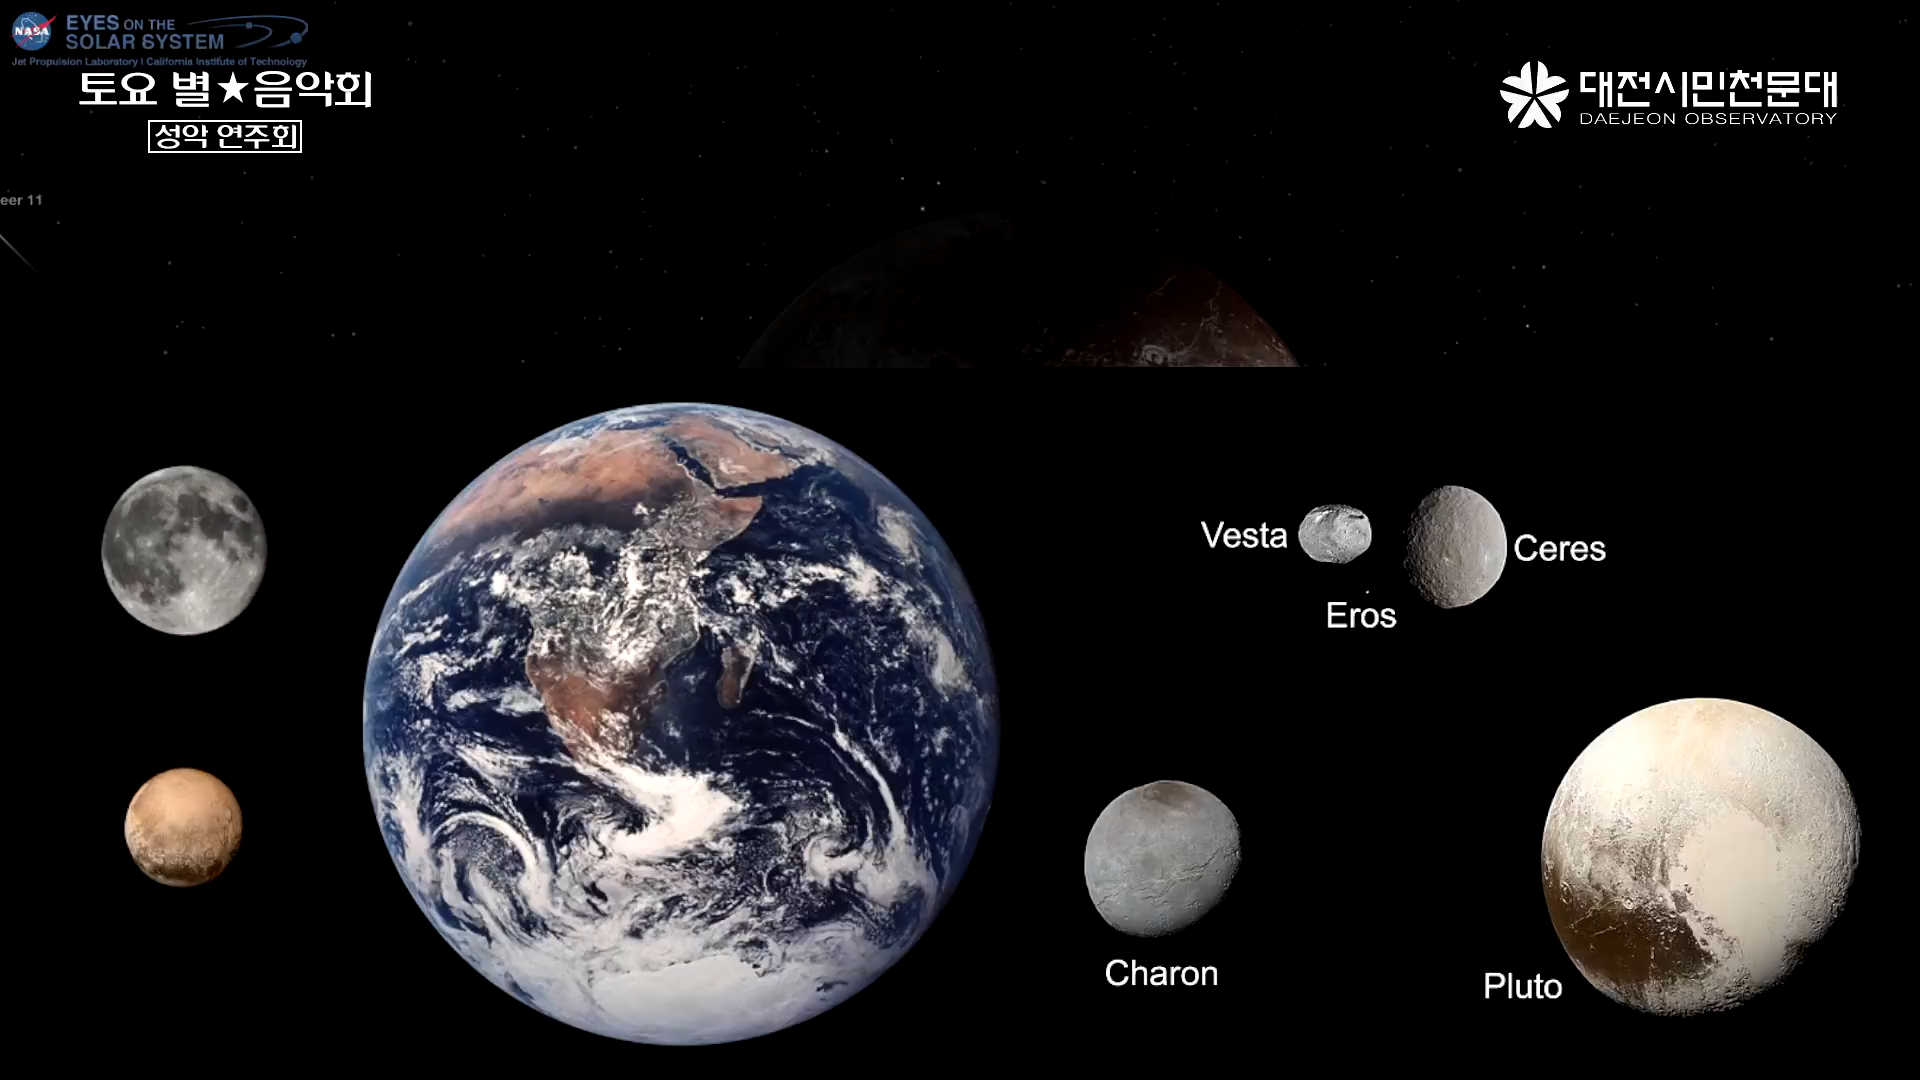 NASA
EYES ON THE
SOLAR SYSTEM
Jet Propulsion Laboratory | California Institute of Technology
토요 별★음악회
성악 연주회
대전시민천문대
DAEJEON OBSERVATORY
eer 11
Vesta
Ceres
Eros
Charon
Pluto